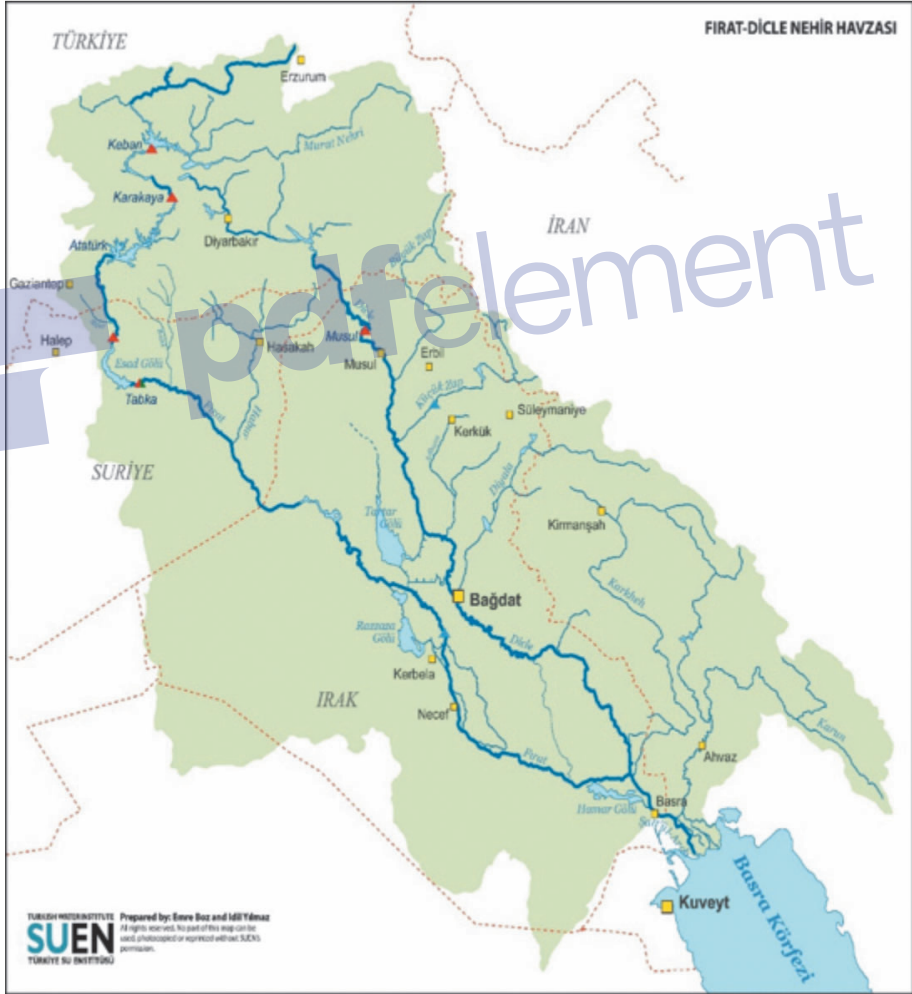 FIRAT-DİCLE NEHİR HAVZASI
TÜRKİYE
Erzurum
Keban
Murat Nehri
Karakaya
Diyarbakır
İRAN
Atatürk
Büyük Zap
Gaziantep
pdfelement
Halep
Hasakah
Musul
Musul
Erbil
Esad Gölü
Tabka
Fırat
Habur
Küçük Zap
Süleymaniye
Kerkük
SURİYE
Diyala
Tartar
Gölü
Kirmanşah
Karkheh
Bağdat
Razzaza
Gölü
Dicle
Kerbela
IRAK
Necef
Fırat
Karun
Ahvaz
Hamar Gölü
Basra
Kuveyt
Basra Körfezi
TURKISH WATER INSTITUTE
SUEN
TÜRKİYE SU ENSTİTÜSÜ
Prepared by: Emre Boz and Idil Yılmaz
All rights reserved. No part of this map can be
used, photocopied or reprinted without SUEN's
permission.